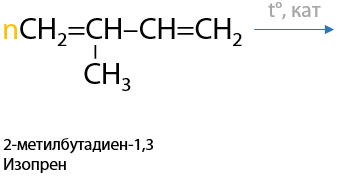 nCH₂=CH–CH=CH₂ t°, кат
CH₃
2-метилбутадиен-1,3
Изопрен